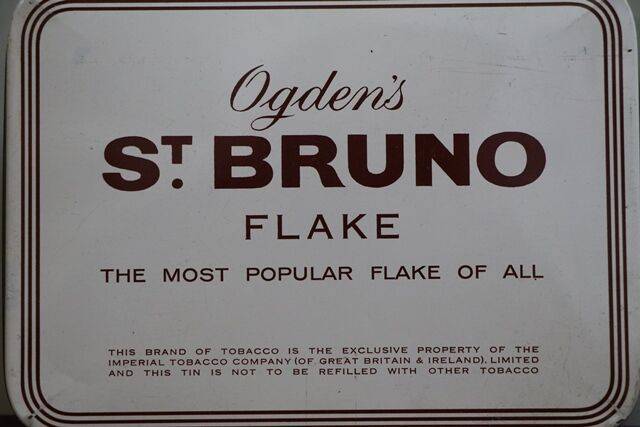 Ogden's
ST. BRUNO
FLAKE
THE MOST POPULAR FLAKE OF ALL
THIS BRAND OF TOBACCO IS THE EXCLUSIVE PROPERTY OF THE
IMPERIAL TOBACCO COMPANY (OF GREAT BRITAIN & IRELAND), LIMITED
AND THIS TIN IS NOT TO BE REFILLED WITH OTHER TOBACCO